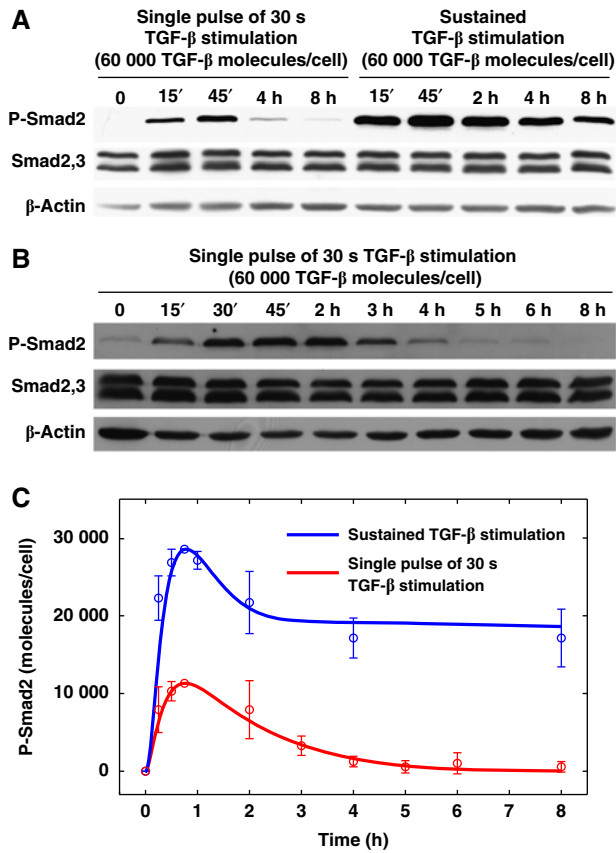 A
Single pulse of 30 s
TGF-β stimulation
(60 000 TGF-β molecules/cell)
Sustained
TGF-β stimulation
(60 000 TGF-β molecules/cell)
0 15′ 45′ 4 h 8 h 15′ 45′ 2 h 4 h 8 h
P-Smad2
Smad2,3
β-Actin
B
Single pulse of 30 s TGF-β stimulation
(60 000 TGF-β molecules/cell)
0 15′ 30′ 45′ 2 h 3 h 4 h 5 h 6 h 8 h
P-Smad2
Smad2,3
β-Actin
C
P-Smad2 (molecules/cell)
30 000
20 000
10 000
0
Sustained TGF-β stimulation
Single pulse of 30 s
TGF-β stimulation
0 1 2 3 4 5 6 7 8
Time (h)